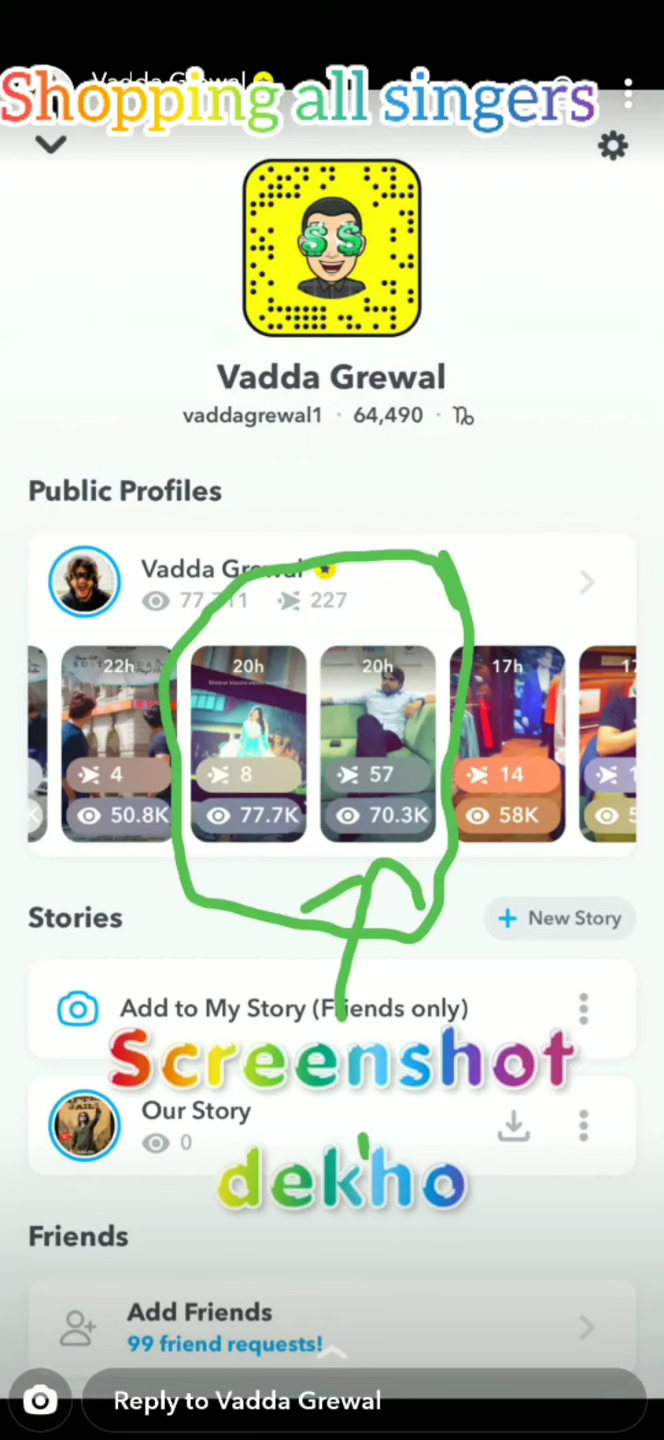 Vadda Grewal
Shopping all singers
Vadda Grewal
vaddagrewal1 · 64,490 ·
Public Profiles
Vadda Grewal
227
22h 20h 20h 17h
4 8 57 14
50.8K 77.7K 70.3K 58K
Stories
+ New Story
Add to My Story (Friends only)
Screenshot
Our Story
0
dekho
Friends
Add Friends
99 friend requests!
Reply to Vadda Grewal